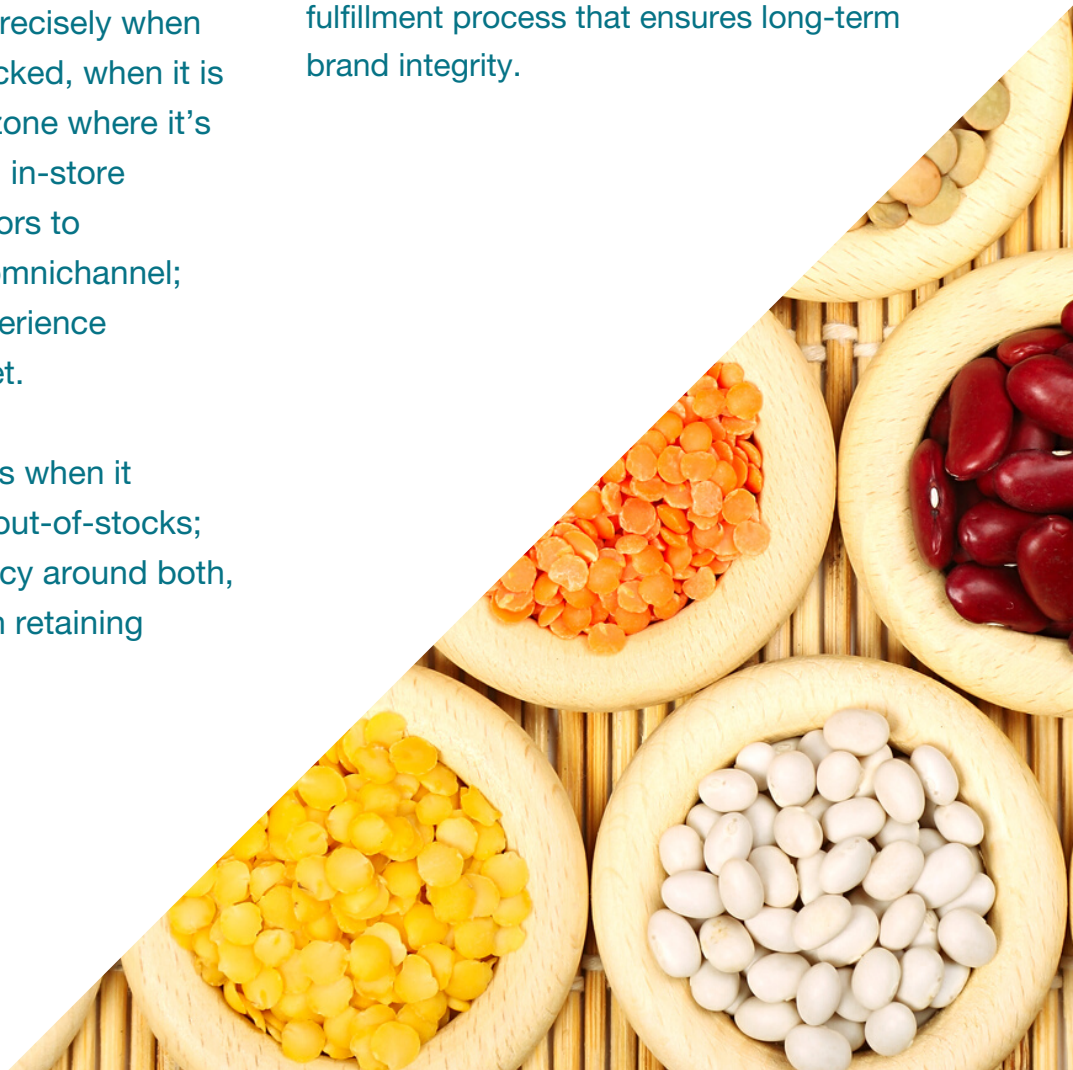 recisely when
cked, when it is
zone where it’s
in-store
ors to
omnichannel;
erience
et.
s when it
out-of-stocks;
cy around both,
n retaining
fulfillment process that ensures long-term
brand integrity.